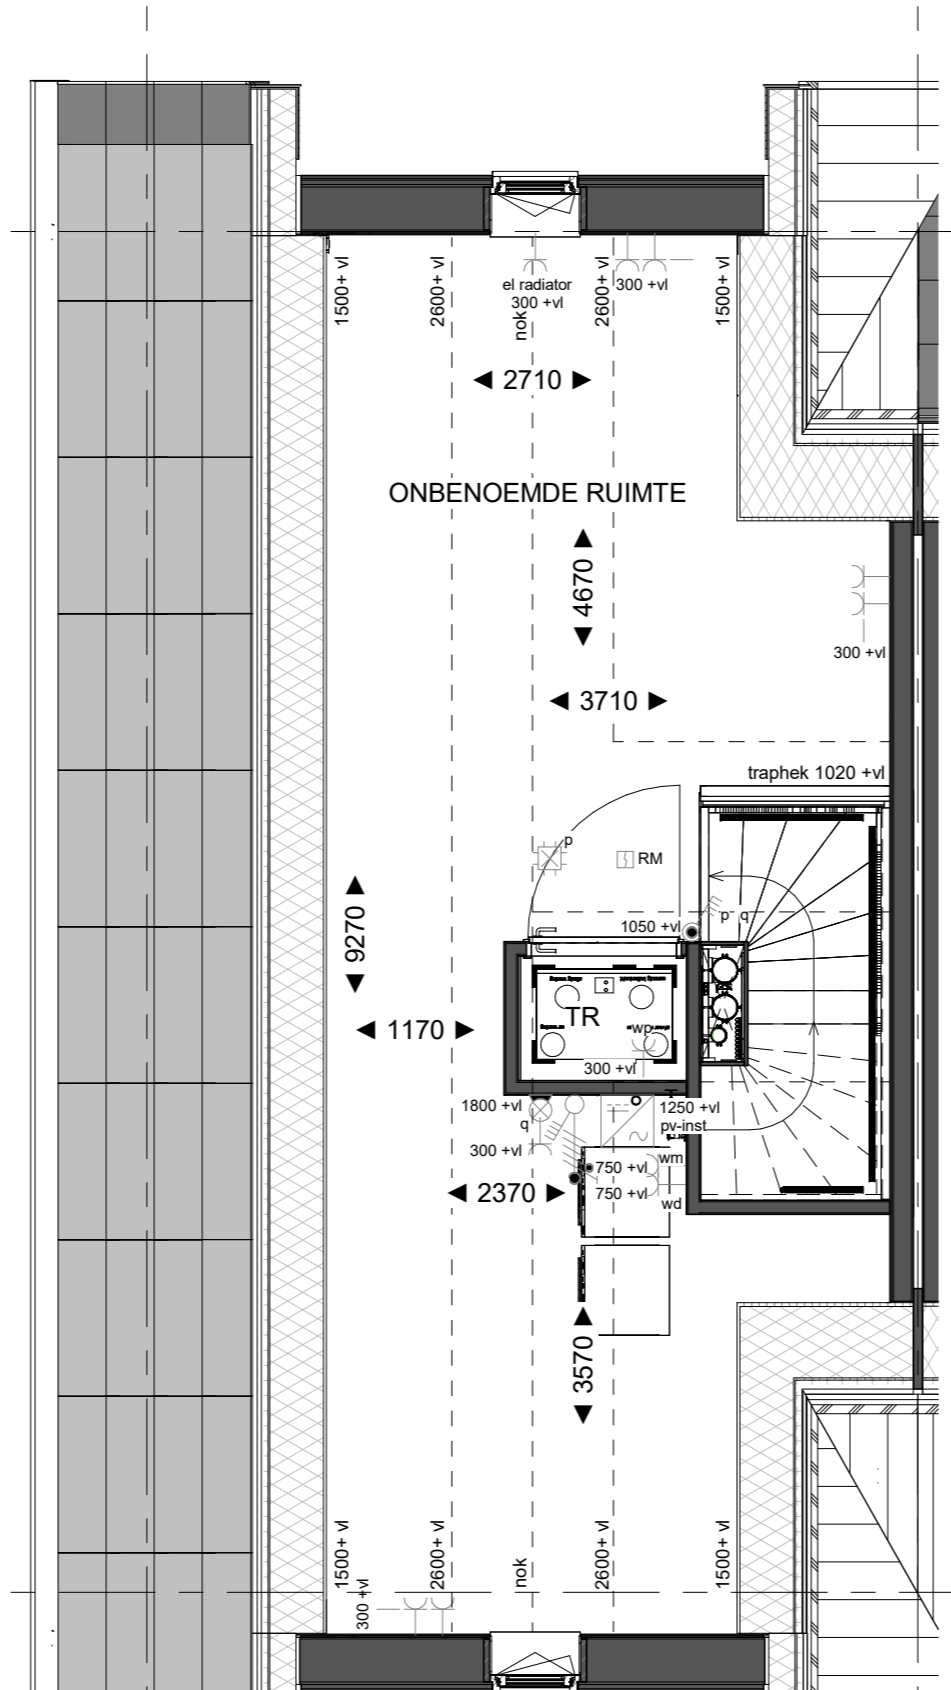 1500+ vl
2600+ vl
el radiator
300 +vl
nok
2600+ vl
300 +vl
1500+ vl
2710
ONBENOEMDE RUIMTE
4670
300 +vl
3710
traphek 1020 +vl
p
RM
9270
1050 +vl
p
q
TR
1170
wp
300 +vl
1800 +vl
1250 +vl
q
pv-inst
300 +vl
wm
750 +vl
2370
750 +vl
wd
3570
1500+ vl
2600+ vl
nok
2600+ vl
1500+ vl
300 +vl